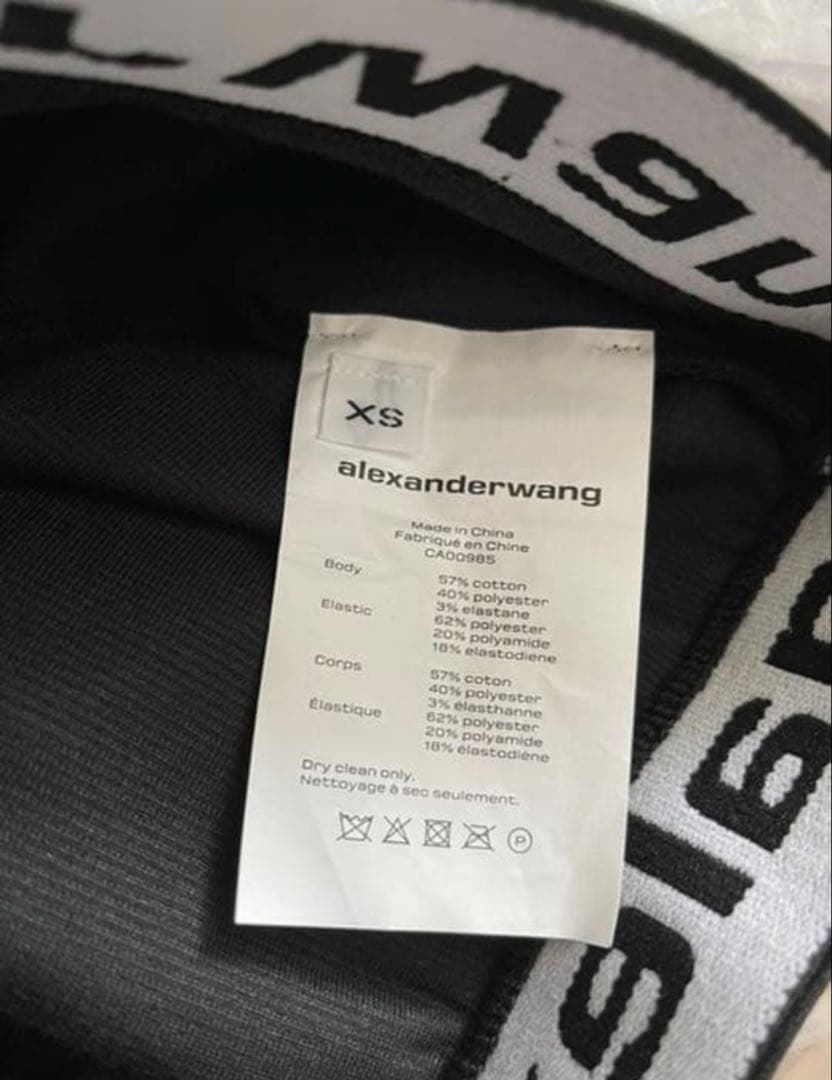 XS
alexanderwang
Made in China
Fabriqué en Chine
CA00985
Body 57% cotton
40% polyester
3% elastane
Elastic 62% polyester
20% polyamide
18% elastodiene
Corps 57% coton
40% polyester
3% élasthanne
Élastique 62% polyester
20% polyamide
18% élastodiène
Dry clean only.
Nettoyage à sec seulement.
P